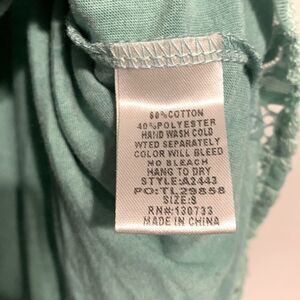 60%COTTON
40%POLYESTER
HAND WASH COLD
WTED SEPARATELY
COLOR WILL BLEED
NO BLEACH
HANG TO DRY
STYLE:A2443
PO:TL29858
SIZE:S
RN#:130733
MADE IN CHINA